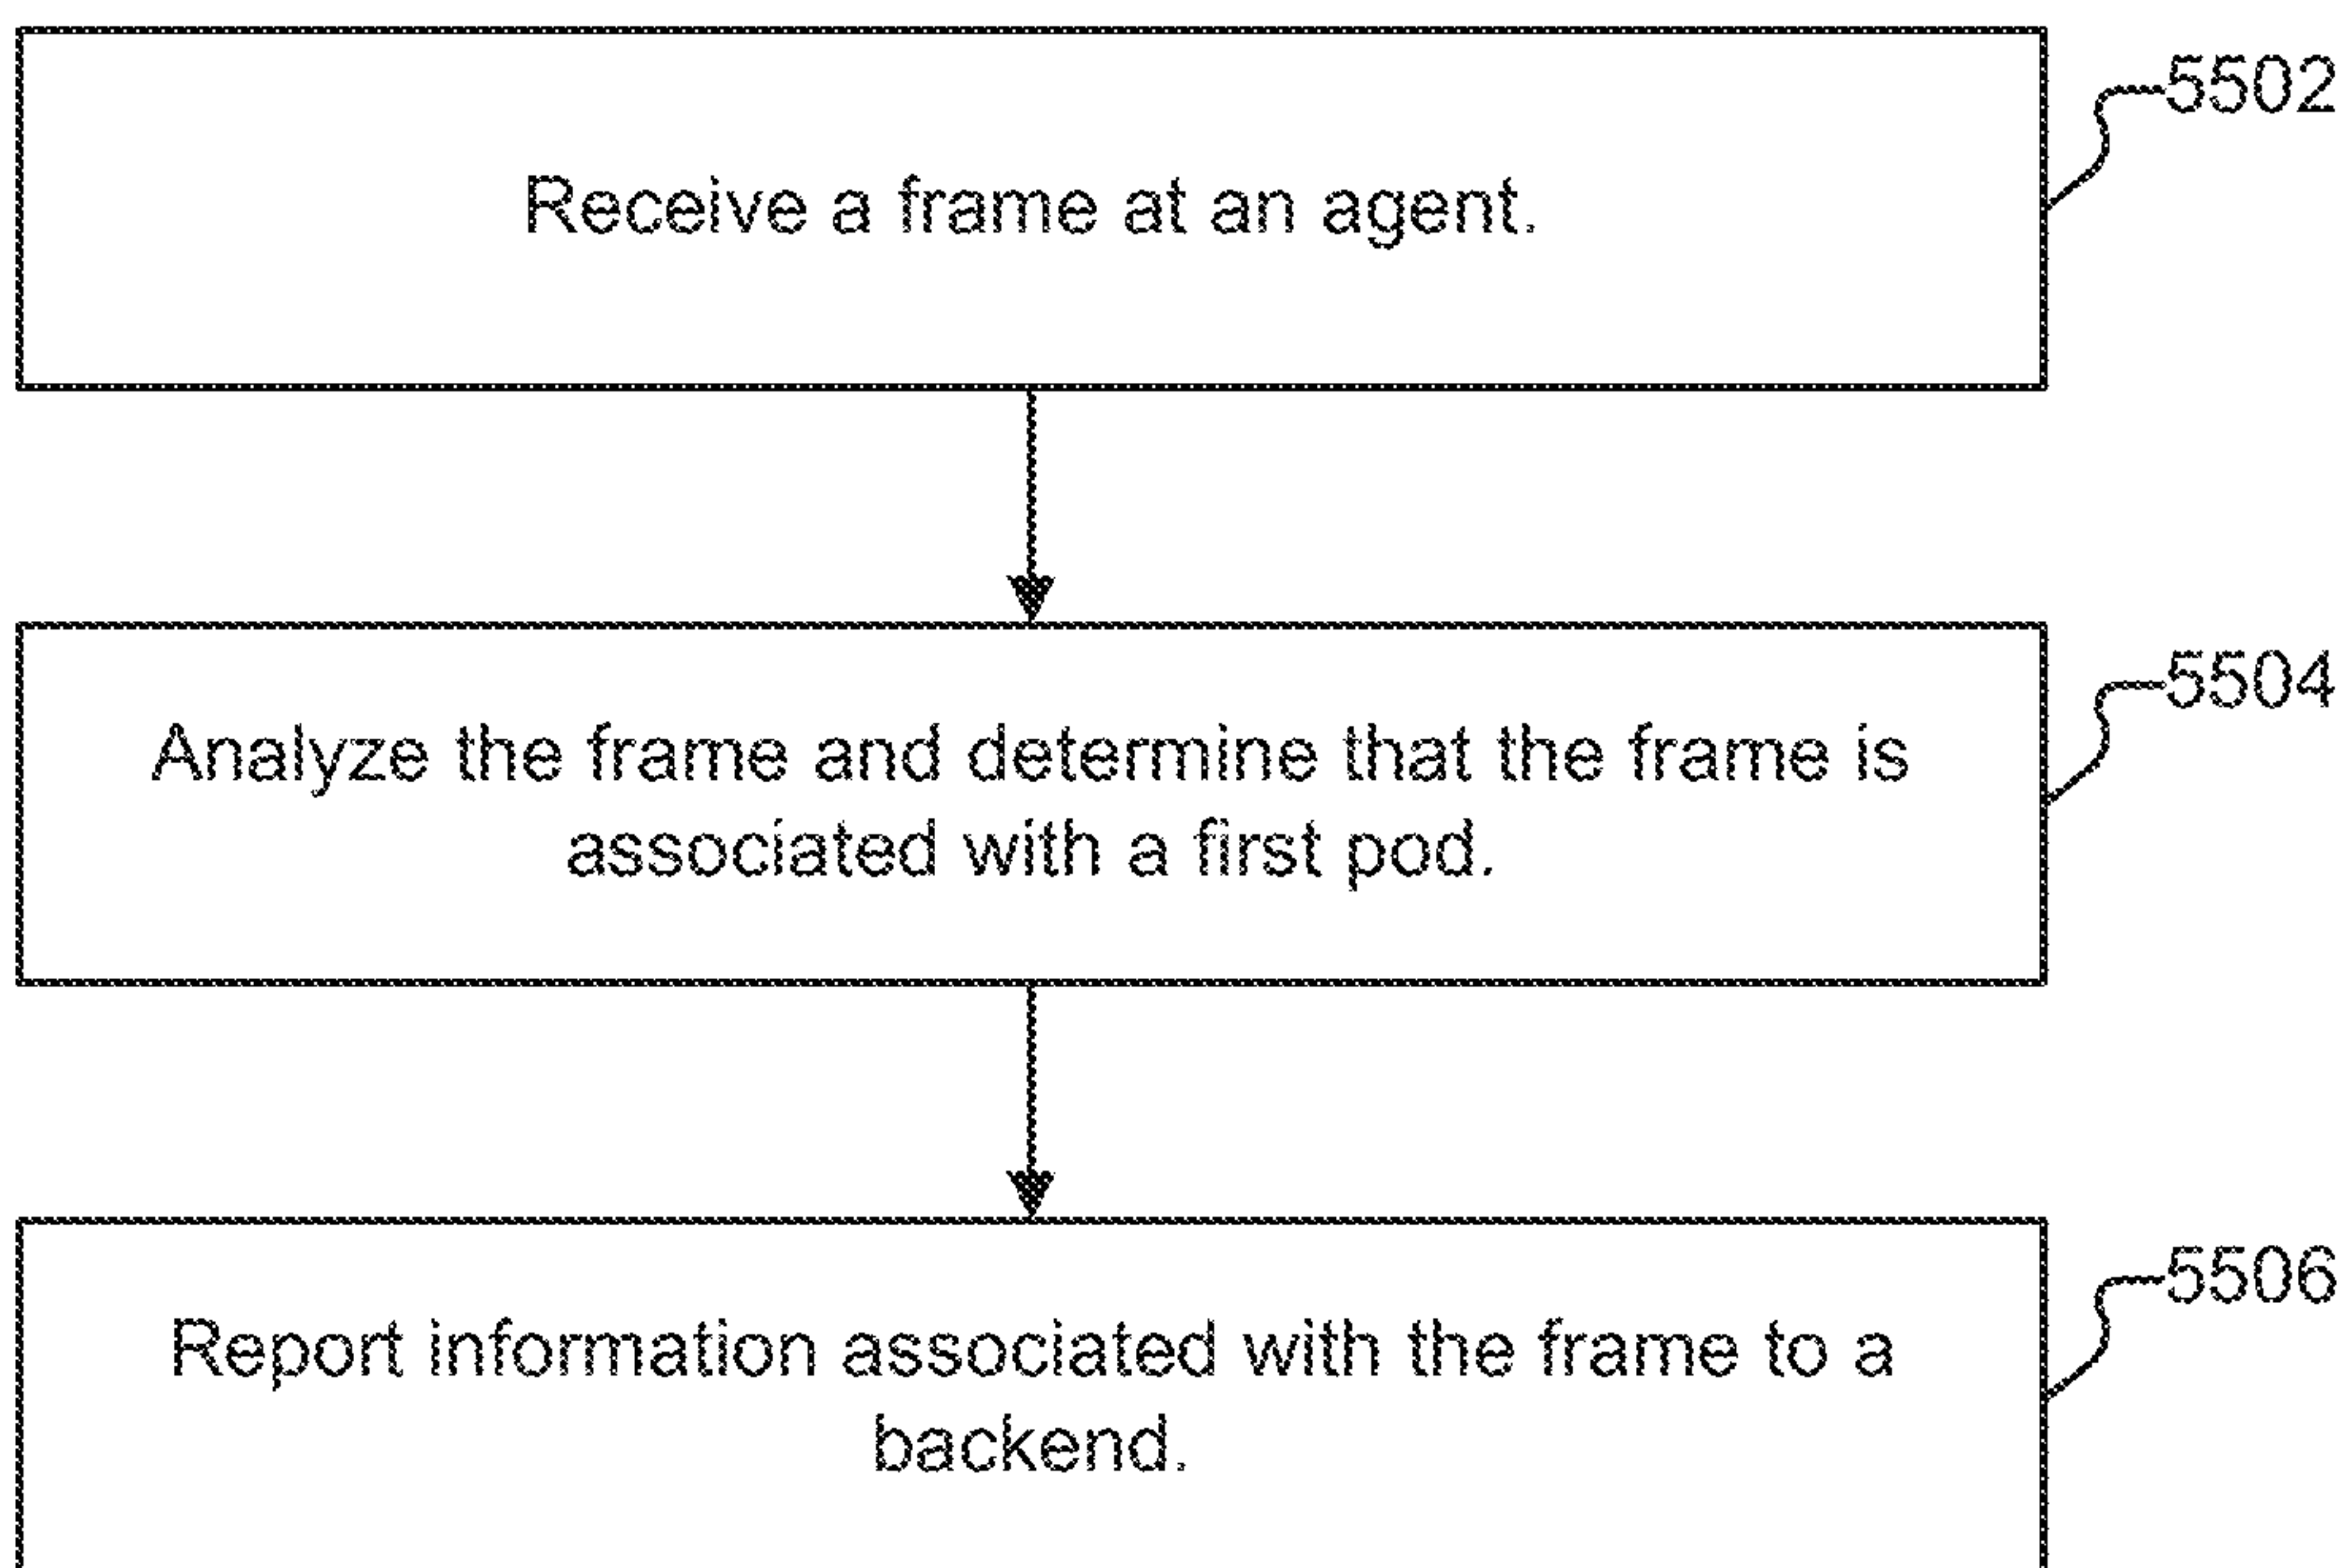 5502
Receive a frame at an agent.
5504
Analyze the frame and determine that the frame is
associated with a first pod.
5506
Report information associated with the frame to a
backend.